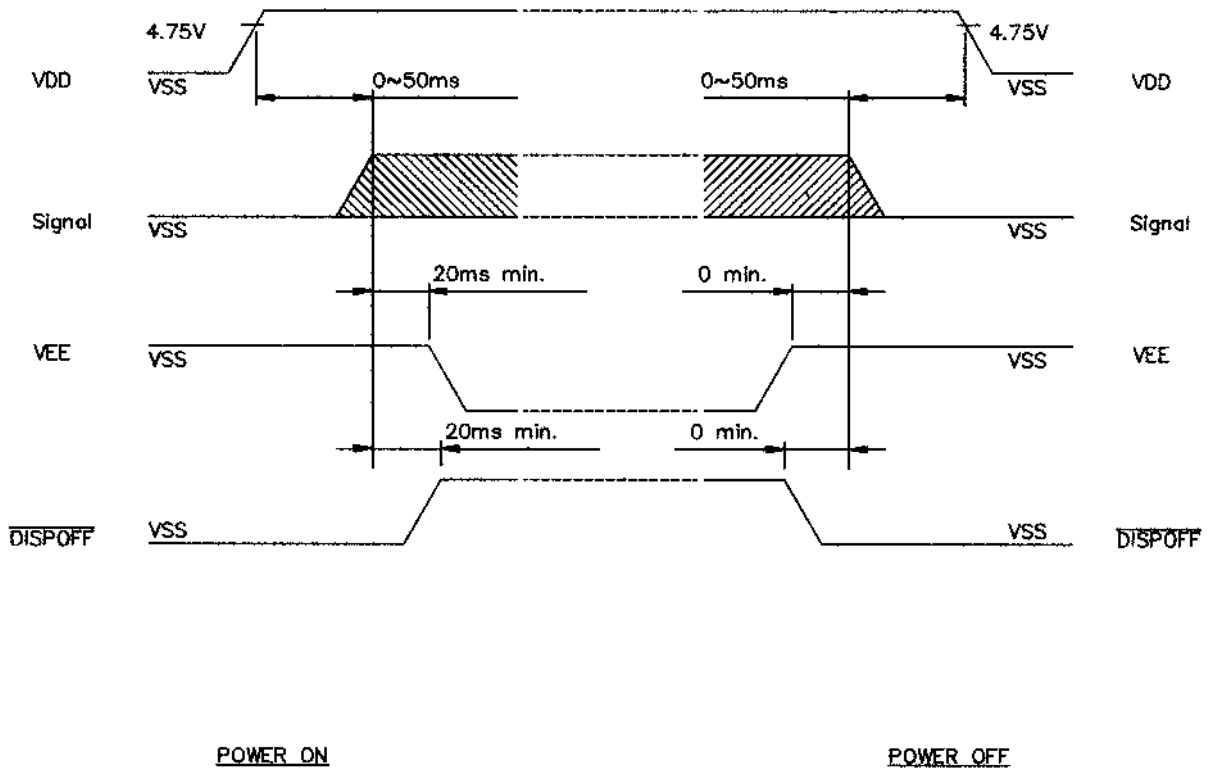 4.75V 4.75V
VDD VSS 0~50ms 0~50ms VSS VDD
Signal VSS VSS Signal
20ms min. 0 min.
VEE VSS VSS VEE
20ms min. 0 min.
DISPOFF VSS VSS DISPOFF
POWER ON POWER OFF